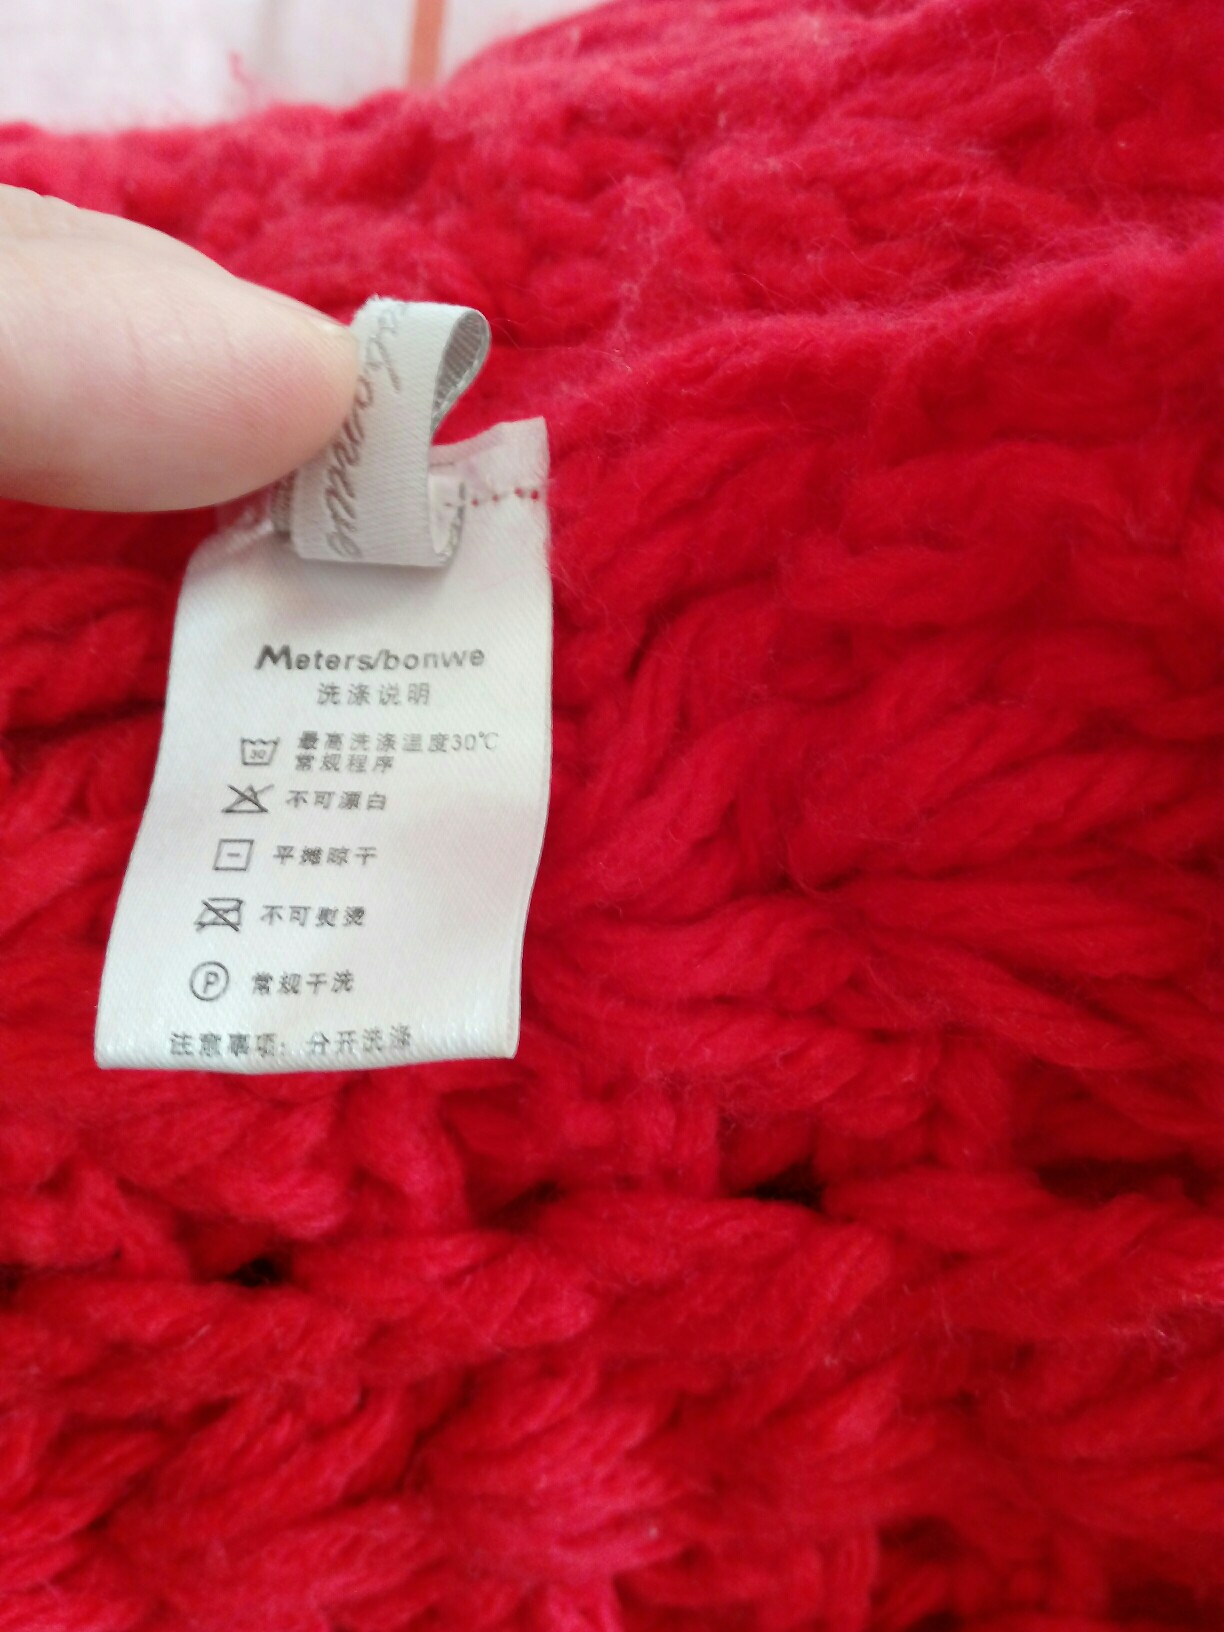 Meters/bonwe
洗涤说明
30 最高洗涤温度30℃
常规程序
不可漂白
平摊晾干
不可熨烫
P 常规干洗
注意事项：分开洗涤